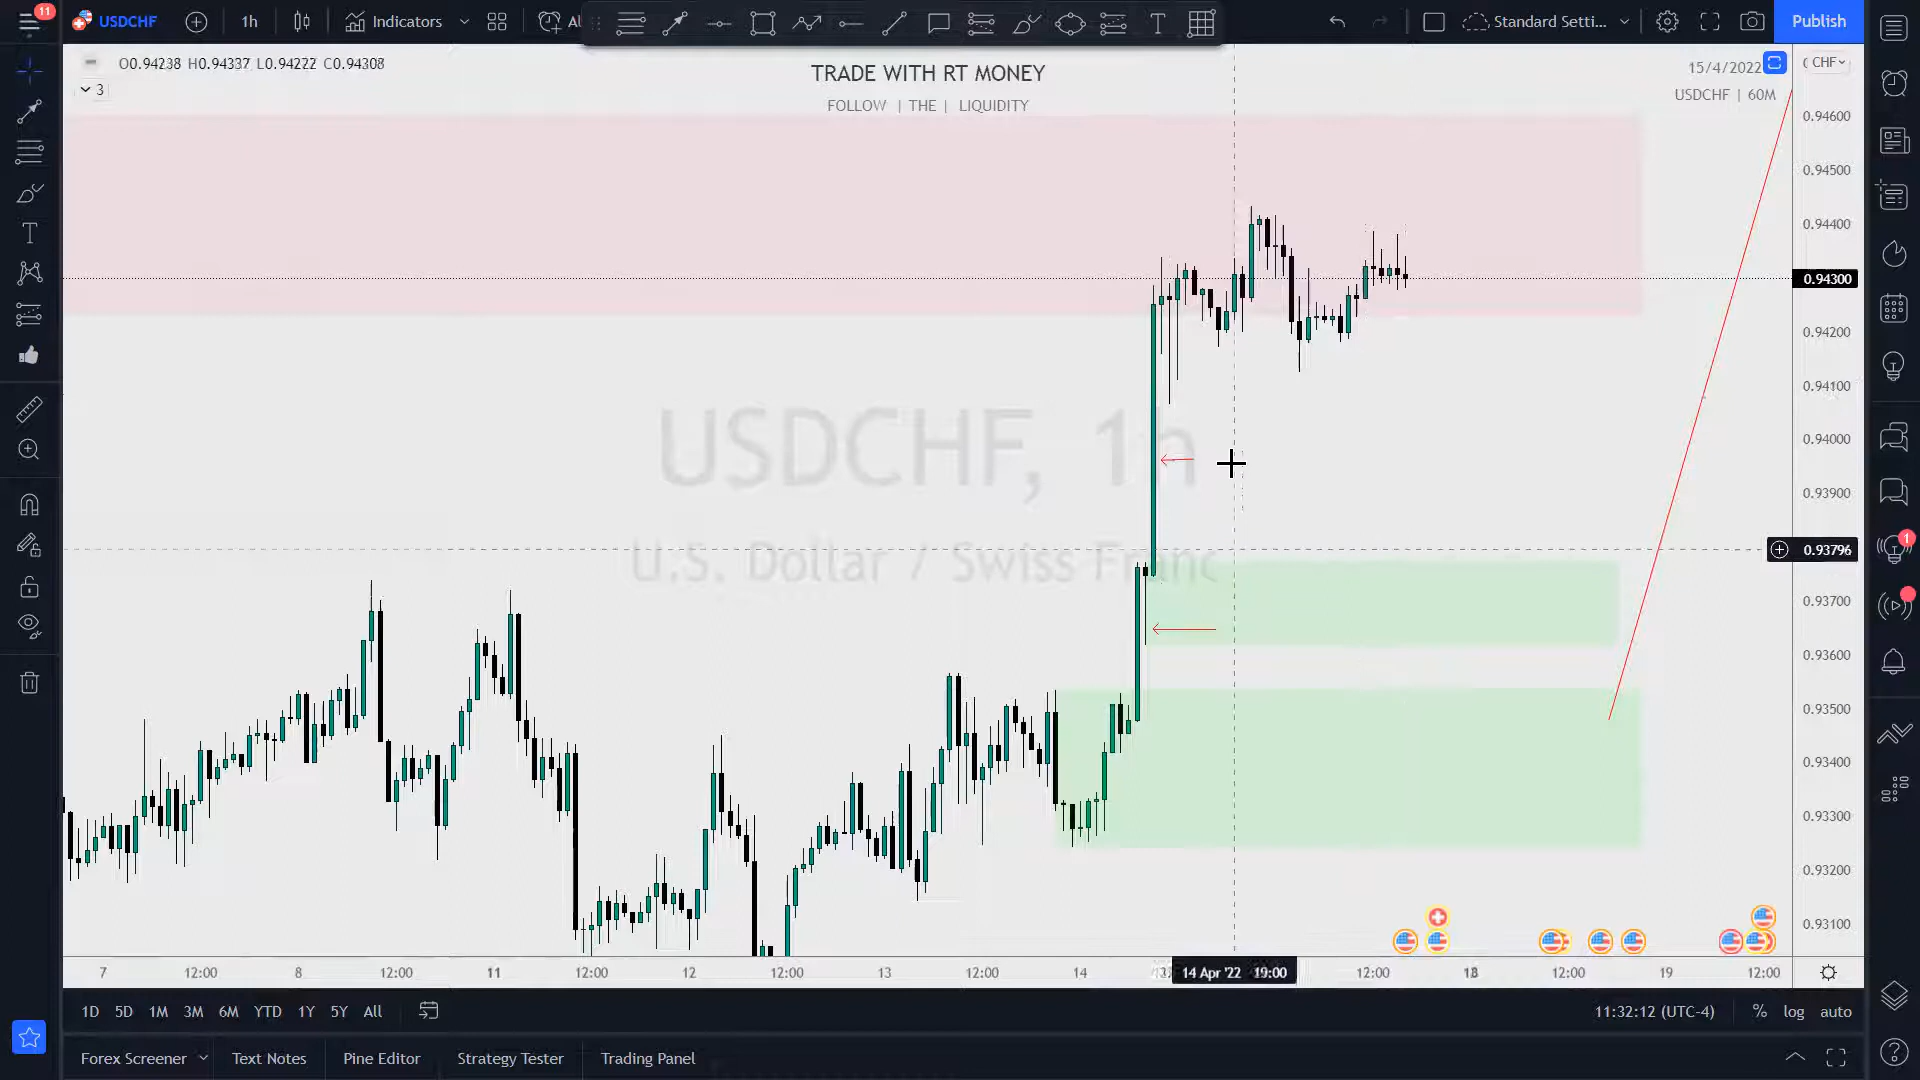 11
USDCHF
1h
Indicators
Al
Standard Setti...
Publish
O0.94238 H0.94337 L0.94222 C0.94308
3
TRADE WITH RT MONEY
FOLLOW | THE | LIQUIDITY
15/4/2022
USDCHF | 60M
CHF
0.94600
0.94500
0.94400
0.94300
0.94200
0.94100
0.94000
0.93900
0.93796
0.93700
0.93600
0.93500
0.93400
0.93300
0.93200
0.93100
USDCHF, 1h
U.S. Dollar / Swiss Franc
1
7 12:00 8 12:00 11 12:00 12 12:00 13 12:00 14 14 Apr '22 19:00 12:00 18 12:00 19 12:00
1D 5D 1M 3M 6M YTD 1Y 5Y All
11:32:12 (UTC-4) % log auto
Forex Screener Text Notes Pine Editor Strategy Tester Trading Panel